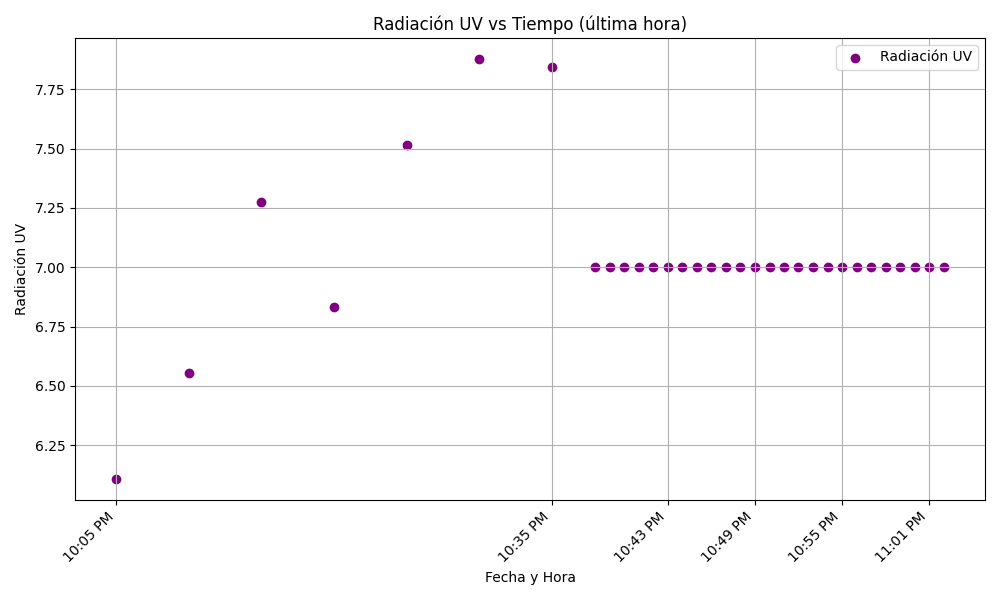 Radiación UV vs Tiempo (última hora)
Radiación UV
7.75
7.50
7.25
7.00
6.75
6.50
6.25
Radiación UV
10:05 PM
10:35 PM
10:43 PM
10:49 PM
10:55 PM
11:01 PM
Fecha y Hora